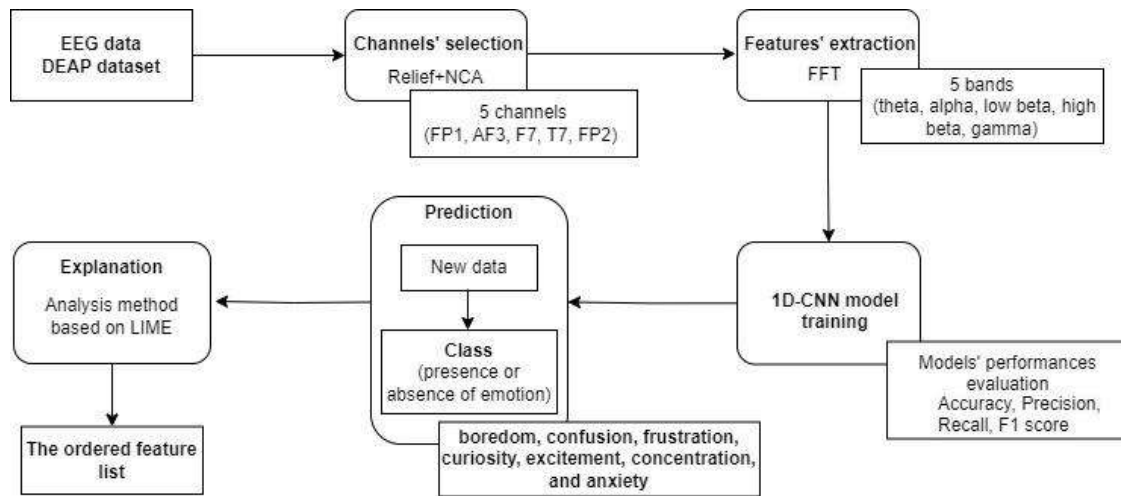 EEG data
DEAP dataset
Channels' selection
Relief+NCA
5 channels
(FP1, AF3, F7, T7, FP2)
Features' extraction
FFT
5 bands
(theta, alpha, low beta, high
beta, gamma)
1D-CNN model
training
Models' performances
evaluation
Accuracy, Precision,
Recall, F1 score
Prediction
New data
Class
(presence or
absence of emotion)
boredom, confusion, frustration,
curiosity, excitement, concentration,
and anxiety
Explanation
Analysis method
based on LIME
The ordered feature
list